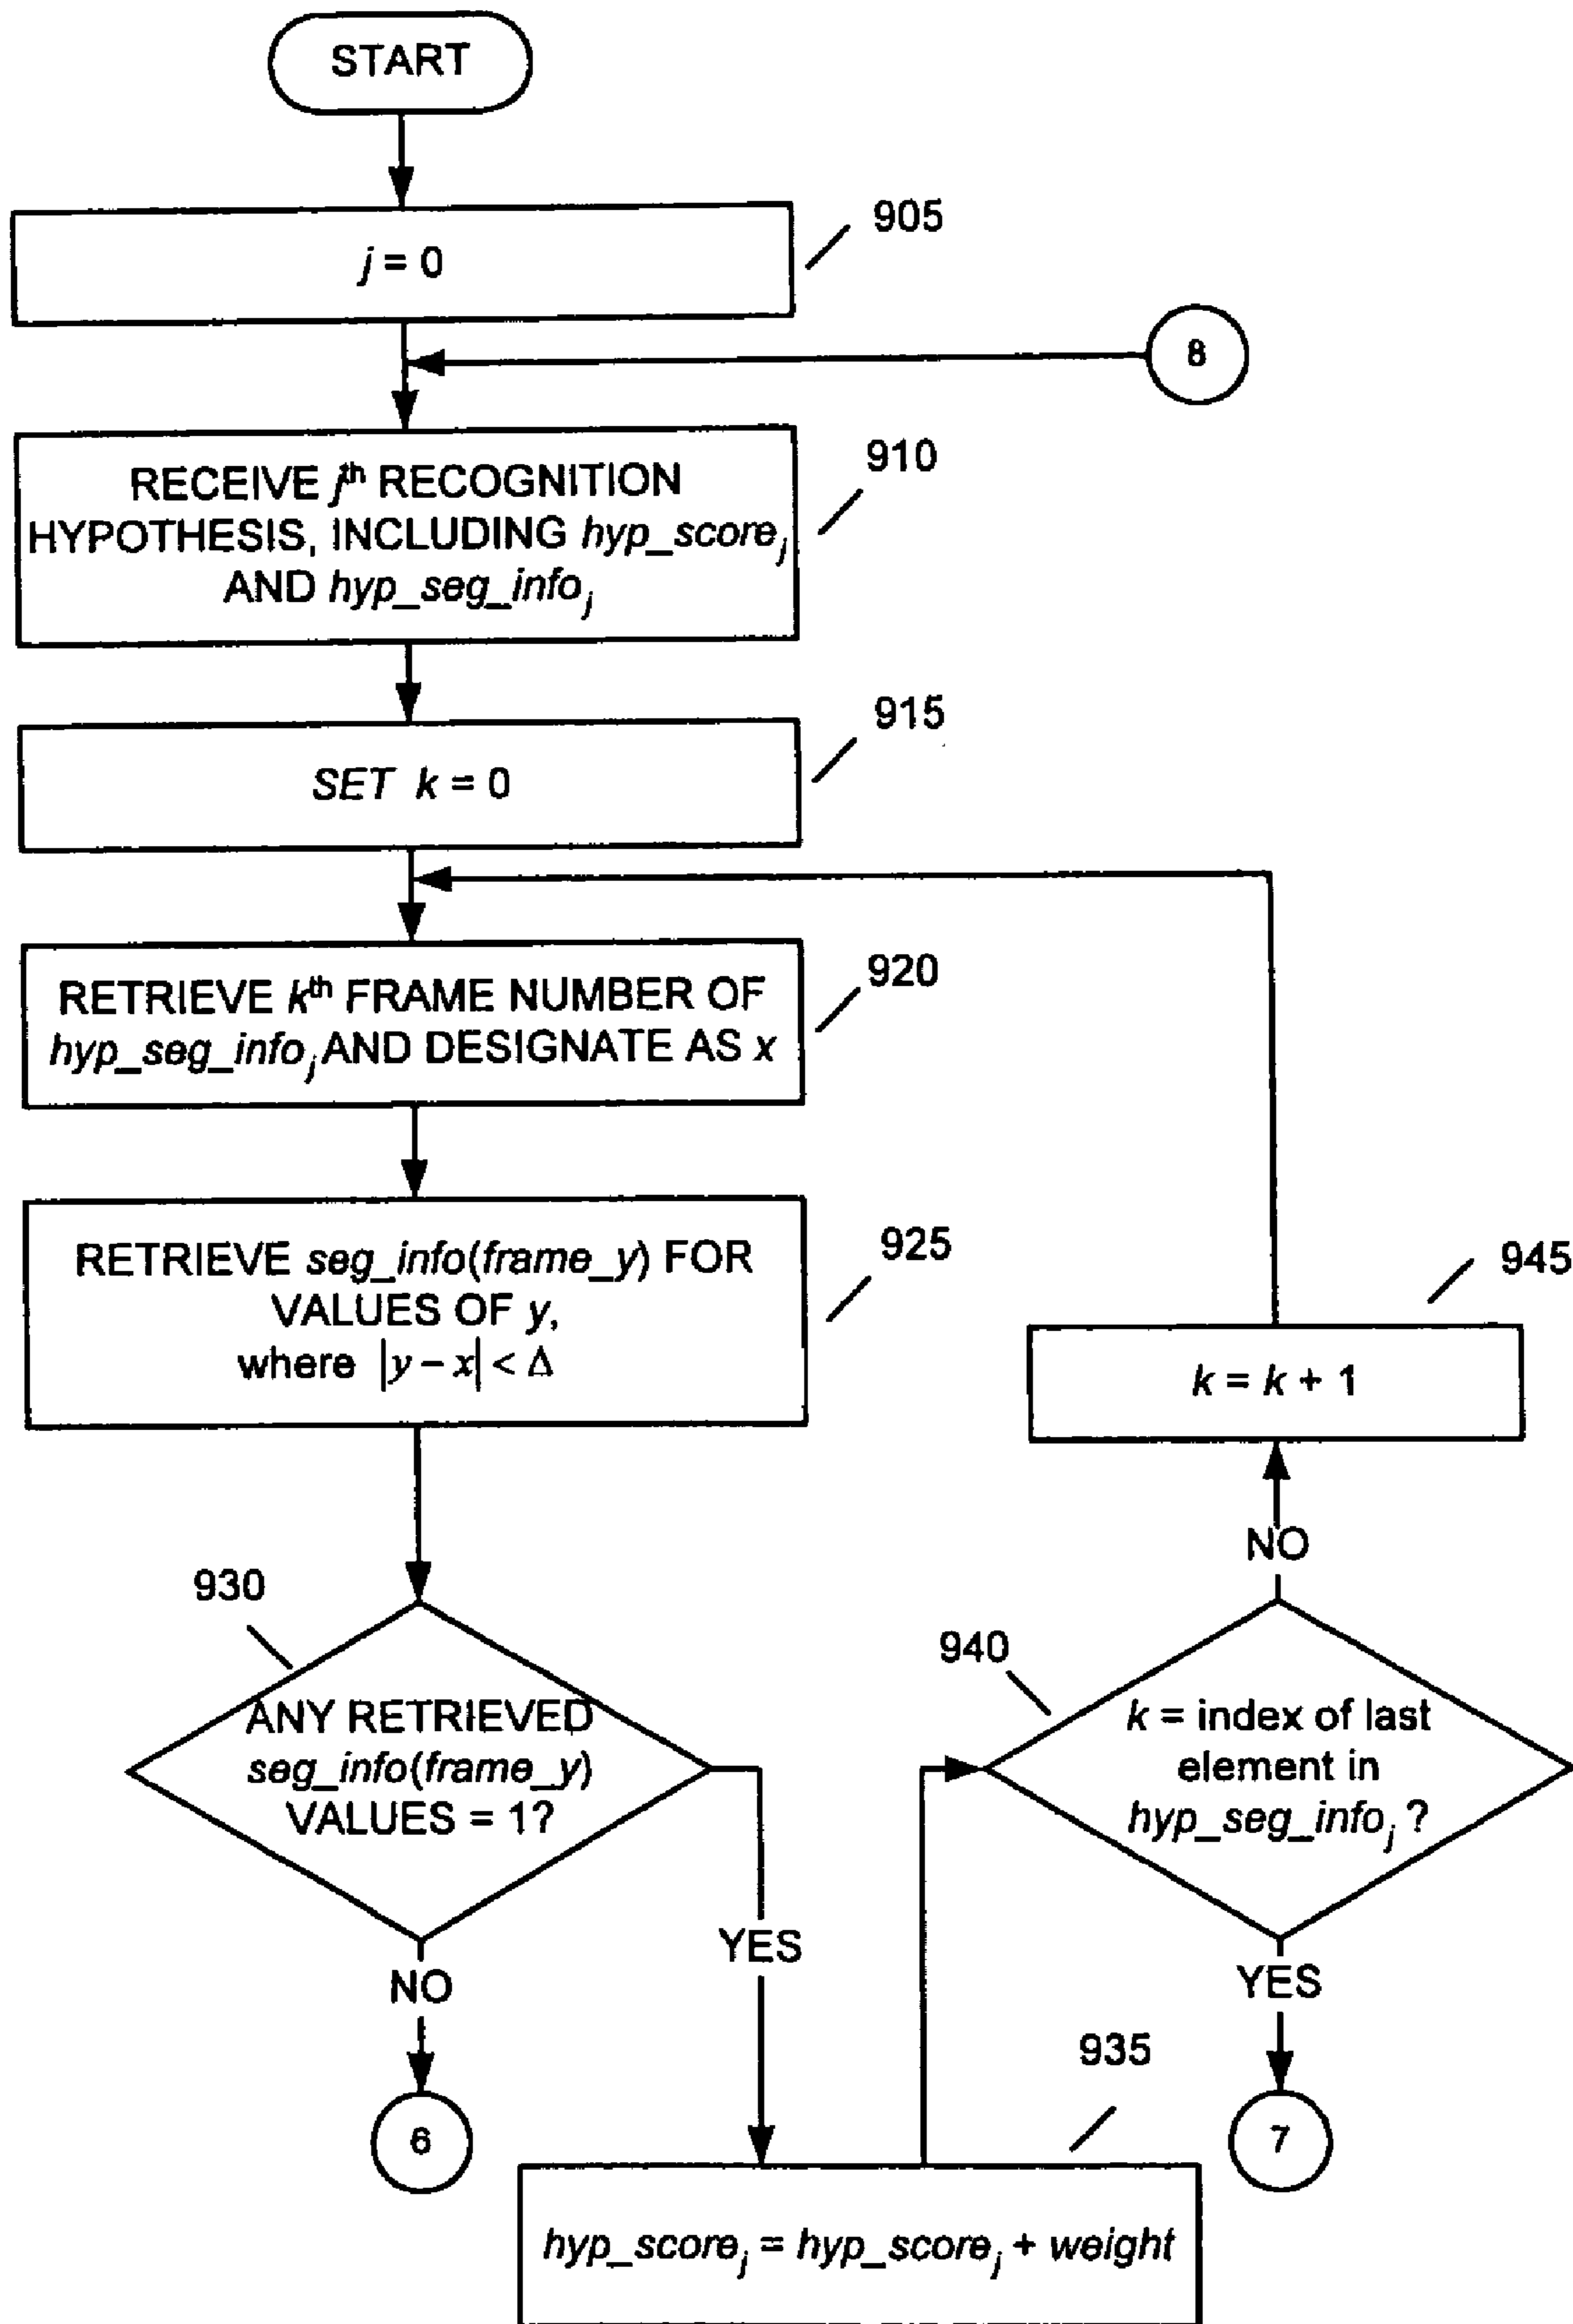 START
905
j = 0
8
910
RECEIVE jth RECOGNITION
HYPOTHESIS, INCLUDING hyp_scorej
AND hyp_seg_infoj
915
SET k = 0
920
RETRIEVE kth FRAME NUMBER OF
hyp_seg_infoj AND DESIGNATE AS x
925
RETRIEVE seg_info(frame_y) FOR
VALUES OF y,
where |y – x| < Δ
945
k = k + 1
NO
930
ANY RETRIEVED
seg_info(frame_y)
VALUES = 1?
940
k = index of last
element in
hyp_seg_infoj ?
YES
NO
YES
935
6
7
hyp_scorej = hyp_scorej + weight